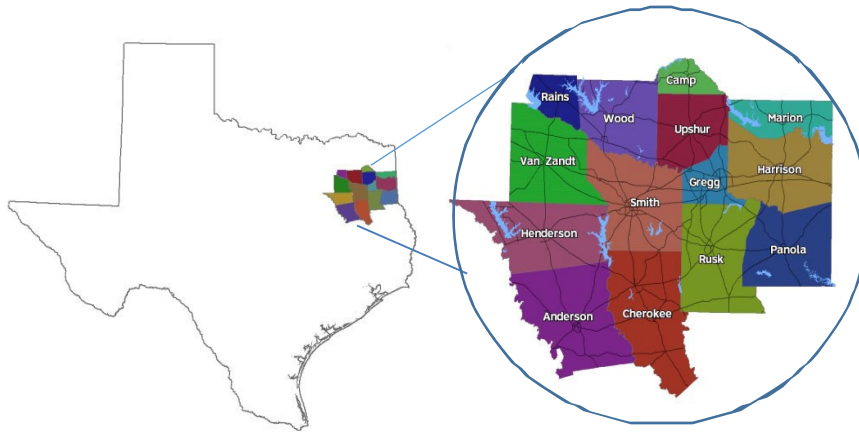 Camp
Rains
Wood
Marion
Upshur
Van Zandt
Harrison
Gregg
Smith
Henderson
Panola
Rusk
Anderson
Cherokee